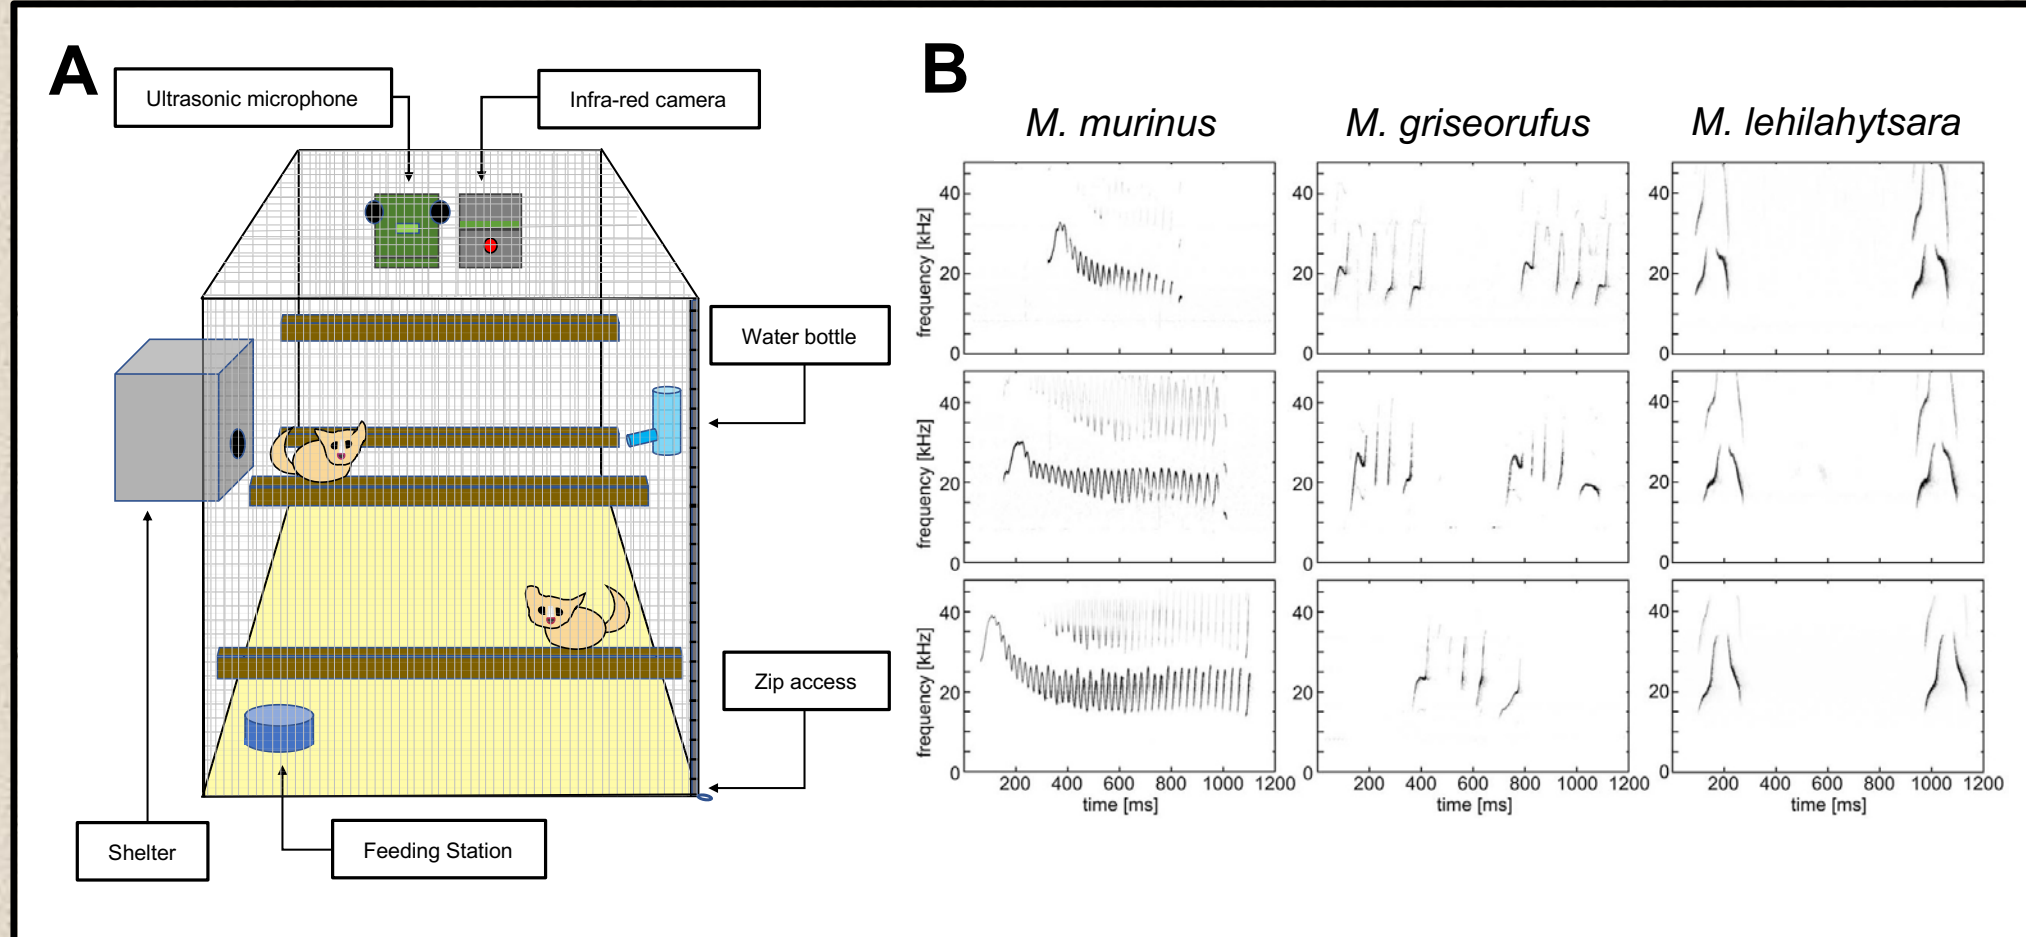 A
Ultrasonic microphone
Infra-red camera
Water bottle
Zip access
Shelter
Feeding Station
B
M. murinus
M. griseorufus
M. lehilahytsara
frequency [kHz]
40
20
0
40
20
0
40
20
0
frequency [kHz]
40
20
0
40
20
0
40
20
0
frequency [kHz]
40
20
0
40
20
0
40
20
0
200 400 600 800 1000 1200
200 400 600 800 1000 1200
200 400 600 800 1000 1200
time [ms]
time [ms]
time [ms]